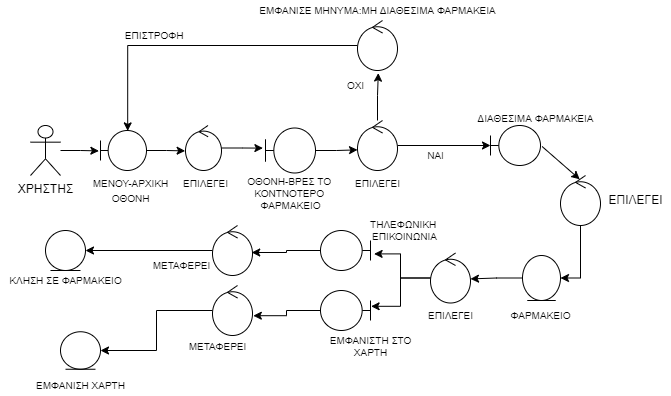 ΕΜΦΑΝΙΣΕ ΜΗΝΥΜΑ:ΜΗ ΔΙΑΘΕΣΙΜΑ ΦΑΡΜΑΚΕΙΑ
ΕΠΙΣΤΡΟΦΗ
ΟΧΙ
ΔΙΑΘΕΣΙΜΑ ΦΑΡΜΑΚΕΙΑ
ΝΑΙ
ΧΡΗΣΤΗΣ
ΜΕΝΟΥ-ΑΡΧΙΚΗ
ΟΘΟΝΗ
ΕΠΙΛΕΓΕΙ
ΟΘΟΝΗ-ΒΡΕΣ ΤΟ
ΚΟΝΤΝΟΤΕΡΟ
ΦΑΡΜΑΚΕΙΟ
ΕΠΙΛΕΓΕΙ
ΕΠΙΛΕΓΕΙ
ΤΗΛΕΦΩΝΙΚΗ
ΕΠΙΚΟΙΝΩΝΙΑ
ΜΕΤΑΦΕΡΕΙ
ΚΛΗΣΗ ΣΕ ΦΑΡΜΑΚΕΙΟ
ΕΠΙΛΕΓΕΙ
ΦΑΡΜΑΚΕΙΟ
ΜΕΤΑΦΕΡΕΙ
ΕΜΦΑΝΙΣΤΗ ΣΤΟ
ΧΑΡΤΗ
ΕΜΦΑΝΙΣΗ ΧΑΡΤΗ